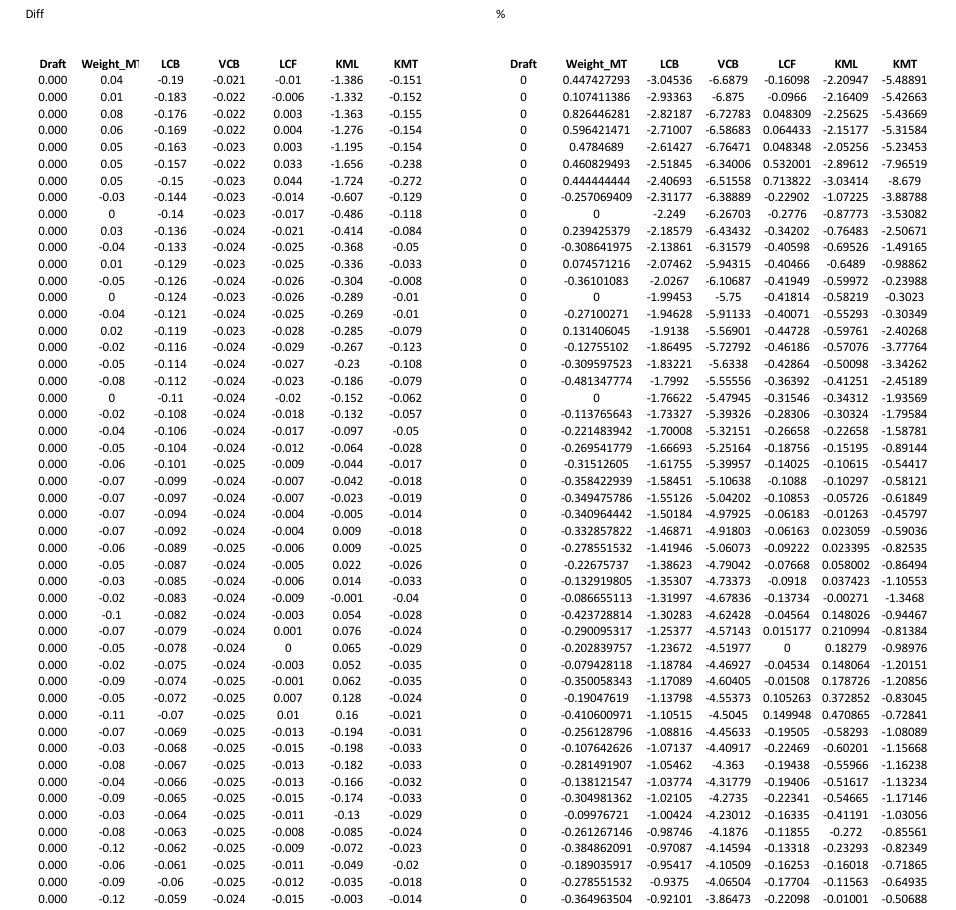 Diff %
Draft Weight_MT LCB VCB LCF KML KMT Draft Weight_MT LCB VCB LCF KML KMT
0.000 0.04 -0.19 -0.021 -0.01 -1.386 -0.151 0 0.447427293 -3.04536 -6.6879 -0.16098 -2.20947 -5.48891
0.000 0.01 -0.183 -0.022 -0.006 -1.332 -0.152 0 0.107411386 -2.93363 -6.875 -0.0966 -2.16409 -5.42663
0.000 0.08 -0.176 -0.022 0.003 -1.363 -0.155 0 0.826446281 -2.82187 -6.72783 0.048309 -2.25625 -5.43669
0.000 0.06 -0.169 -0.022 0.004 -1.276 -0.154 0 0.596421471 -2.71007 -6.58683 0.064433 -2.15177 -5.31584
0.000 0.05 -0.163 -0.023 0.003 -1.195 -0.154 0 0.4784689 -2.61427 -6.76471 0.048348 -2.05256 -5.23453
0.000 0.05 -0.157 -0.022 0.033 -1.656 -0.238 0 0.460829493 -2.51845 -6.34006 0.532001 -2.89612 -7.96519
0.000 0.05 -0.15 -0.023 0.044 -1.724 -0.272 0 0.444444444 -2.40693 -6.51558 0.713822 -3.03414 -8.679
0.000 -0.03 -0.144 -0.023 -0.014 -0.607 -0.129 0 -0.257069409 -2.31177 -6.38889 -0.22902 -1.07225 -3.88788
0.000 0 -0.14 -0.023 -0.017 -0.486 -0.118 0 0 -2.249 -6.26703 -0.2776 -0.87773 -3.53082
0.000 0.03 -0.136 -0.024 -0.021 -0.414 -0.084 0 0.239425379 -2.18579 -6.43432 -0.34202 -0.76483 -2.50671
0.000 -0.04 -0.133 -0.024 -0.025 -0.368 -0.05 0 -0.308641975 -2.13861 -6.31579 -0.40598 -0.69526 -1.49165
0.000 0.01 -0.129 -0.023 -0.025 -0.336 -0.033 0 0.074571216 -2.07462 -5.94315 -0.40466 -0.6489 -0.98862
0.000 -0.05 -0.126 -0.024 -0.026 -0.304 -0.008 0 -0.36101083 -2.0267 -6.10687 -0.41949 -0.59972 -0.23988
0.000 0 -0.124 -0.023 -0.026 -0.289 -0.01 0 0 -1.99453 -5.75 -0.41814 -0.58219 -0.3023
0.000 -0.04 -0.121 -0.024 -0.025 -0.269 -0.01 0 -0.27100271 -1.94628 -5.91133 -0.40071 -0.55293 -0.30349
0.000 0.02 -0.119 -0.023 -0.028 -0.285 -0.079 0 0.131406045 -1.9138 -5.56901 -0.44728 -0.59761 -2.40268
0.000 -0.02 -0.116 -0.024 -0.029 -0.267 -0.123 0 -0.12755102 -1.86495 -5.72792 -0.46186 -0.57076 -3.77764
0.000 -0.05 -0.114 -0.024 -0.027 -0.23 -0.108 0 -0.309597523 -1.83221 -5.6338 -0.42864 -0.50098 -3.34262
0.000 -0.08 -0.112 -0.024 -0.023 -0.186 -0.079 0 -0.481347774 -1.7992 -5.55556 -0.36392 -0.41251 -2.45189
0.000 0 -0.11 -0.024 -0.02 -0.152 -0.062 0 0 -1.76622 -5.47945 -0.31546 -0.34312 -1.93569
0.000 -0.02 -0.108 -0.024 -0.018 -0.132 -0.057 0 -0.113765643 -1.73327 -5.39326 -0.28306 -0.30324 -1.79584
0.000 -0.04 -0.106 -0.024 -0.017 -0.097 -0.05 0 -0.221483942 -1.70008 -5.32151 -0.26658 -0.22658 -1.58781
0.000 -0.05 -0.104 -0.024 -0.012 -0.064 -0.028 0 -0.269541779 -1.66693 -5.25164 -0.18756 -0.15195 -0.89144
0.000 -0.06 -0.101 -0.025 -0.009 -0.044 -0.017 0 -0.31512605 -1.61755 -5.39957 -0.14025 -0.10615 -0.54417
0.000 -0.07 -0.099 -0.024 -0.007 -0.042 -0.018 0 -0.358422939 -1.58451 -5.10638 -0.1088 -0.10297 -0.58121
0.000 -0.07 -0.097 -0.024 -0.007 -0.023 -0.019 0 -0.349475786 -1.55126 -5.04202 -0.10853 -0.05726 -0.61849
0.000 -0.07 -0.094 -0.024 -0.004 -0.005 -0.014 0 -0.340964442 -1.50184 -4.97925 -0.06183 -0.01263 -0.45797
0.000 -0.07 -0.092 -0.024 -0.004 0.009 -0.018 0 -0.332857822 -1.46871 -4.91803 -0.06163 0.023059 -0.59036
0.000 -0.06 -0.089 -0.025 -0.006 0.009 -0.025 0 -0.278551532 -1.41946 -5.06073 -0.09222 0.023395 -0.82535
0.000 -0.05 -0.087 -0.024 -0.005 0.022 -0.026 0 -0.22675737 -1.38623 -4.79042 -0.07668 0.058002 -0.86494
0.000 -0.03 -0.085 -0.024 -0.006 0.014 -0.033 0 -0.132919805 -1.35307 -4.73373 -0.0918 0.037423 -1.10553
0.000 -0.02 -0.083 -0.024 -0.009 -0.001 -0.04 0 -0.086655113 -1.31997 -4.67836 -0.13734 -0.00271 -1.3468
0.000 -0.1 -0.082 -0.024 -0.003 0.054 -0.028 0 -0.423728814 -1.30283 -4.62428 -0.04564 0.148026 -0.94467
0.000 -0.07 -0.079 -0.024 0.001 0.076 -0.024 0 -0.290095317 -1.25377 -4.57143 0.015177 0.210994 -0.81384
0.000 -0.05 -0.078 -0.024 0 0.065 -0.029 0 -0.202839757 -1.23672 -4.51977 0 0.18279 -0.98976
0.000 -0.02 -0.075 -0.024 -0.003 0.052 -0.035 0 -0.079428118 -1.18784 -4.46927 -0.04534 0.148064 -1.20151
0.000 -0.09 -0.074 -0.025 -0.001 0.062 -0.035 0 -0.350058343 -1.17089 -4.60405 -0.01508 0.178726 -1.20856
0.000 -0.05 -0.072 -0.025 0.007 0.128 -0.024 0 -0.19047619 -1.13798 -4.55373 0.105263 0.372852 -0.83045
0.000 -0.11 -0.07 -0.025 0.01 0.16 -0.021 0 -0.410600971 -1.10515 -4.5045 0.149948 0.470865 -0.72841
0.000 -0.07 -0.069 -0.025 -0.013 -0.194 -0.031 0 -0.256128796 -1.08816 -4.45633 -0.19505 -0.58293 -1.08089
0.000 -0.03 -0.068 -0.025 -0.015 -0.198 -0.033 0 -0.107642626 -1.07137 -4.40917 -0.22469 -0.60201 -1.15668
0.000 -0.08 -0.067 -0.025 -0.013 -0.182 -0.033 0 -0.281491907 -1.05462 -4.363 -0.19438 -0.55966 -1.16238
0.000 -0.04 -0.066 -0.025 -0.013 -0.166 -0.032 0 -0.138121547 -1.03774 -4.31779 -0.19406 -0.51617 -1.13234
0.000 -0.09 -0.065 -0.025 -0.015 -0.174 -0.033 0 -0.304981362 -1.02105 -4.2735 -0.22341 -0.54665 -1.17146
0.000 -0.03 -0.064 -0.025 -0.011 -0.13 -0.029 0 -0.09976721 -1.00424 -4.23012 -0.16335 -0.41191 -1.03056
0.000 -0.08 -0.063 -0.025 -0.008 -0.085 -0.024 0 -0.261267146 -0.98746 -4.1876 -0.11855 -0.272 -0.85561
0.000 -0.12 -0.062 -0.025 -0.009 -0.072 -0.023 0 -0.384862091 -0.97087 -4.14594 -0.13318 -0.23293 -0.82349
0.000 -0.06 -0.061 -0.025 -0.011 -0.049 -0.02 0 -0.189035917 -0.95417 -4.10509 -0.16253 -0.16018 -0.71865
0.000 -0.09 -0.06 -0.025 -0.012 -0.035 -0.018 0 -0.278551532 -0.9375 -4.06504 -0.17704 -0.11563 -0.64935
0.000 -0.12 -0.059 -0.024 -0.015 -0.003 -0.014 0 -0.364963504 -0.92101 -3.86473 -0.22098 -0.01001 -0.50688